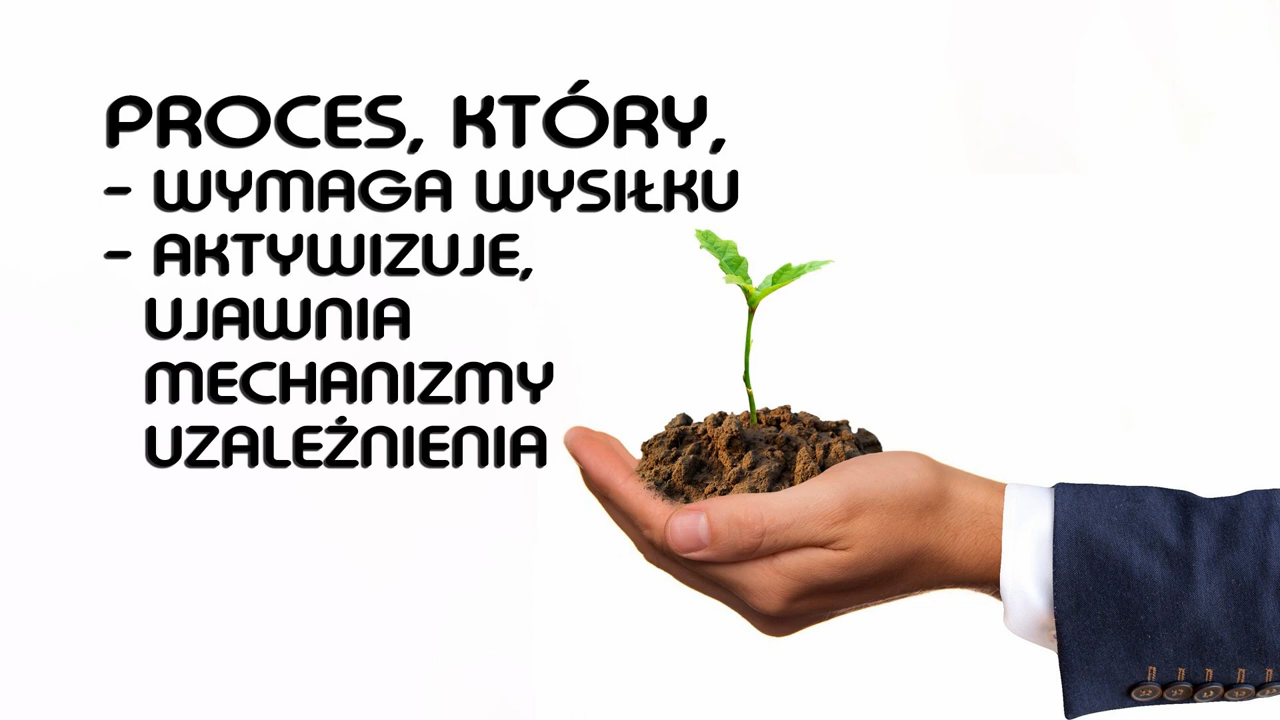 PROCES, KTÓRY,
- WYMAGA WYSIŁKU
- AKTYWIZUJE,
UJAWNIA
MECHANIZMY
UZALEŻNIENIA